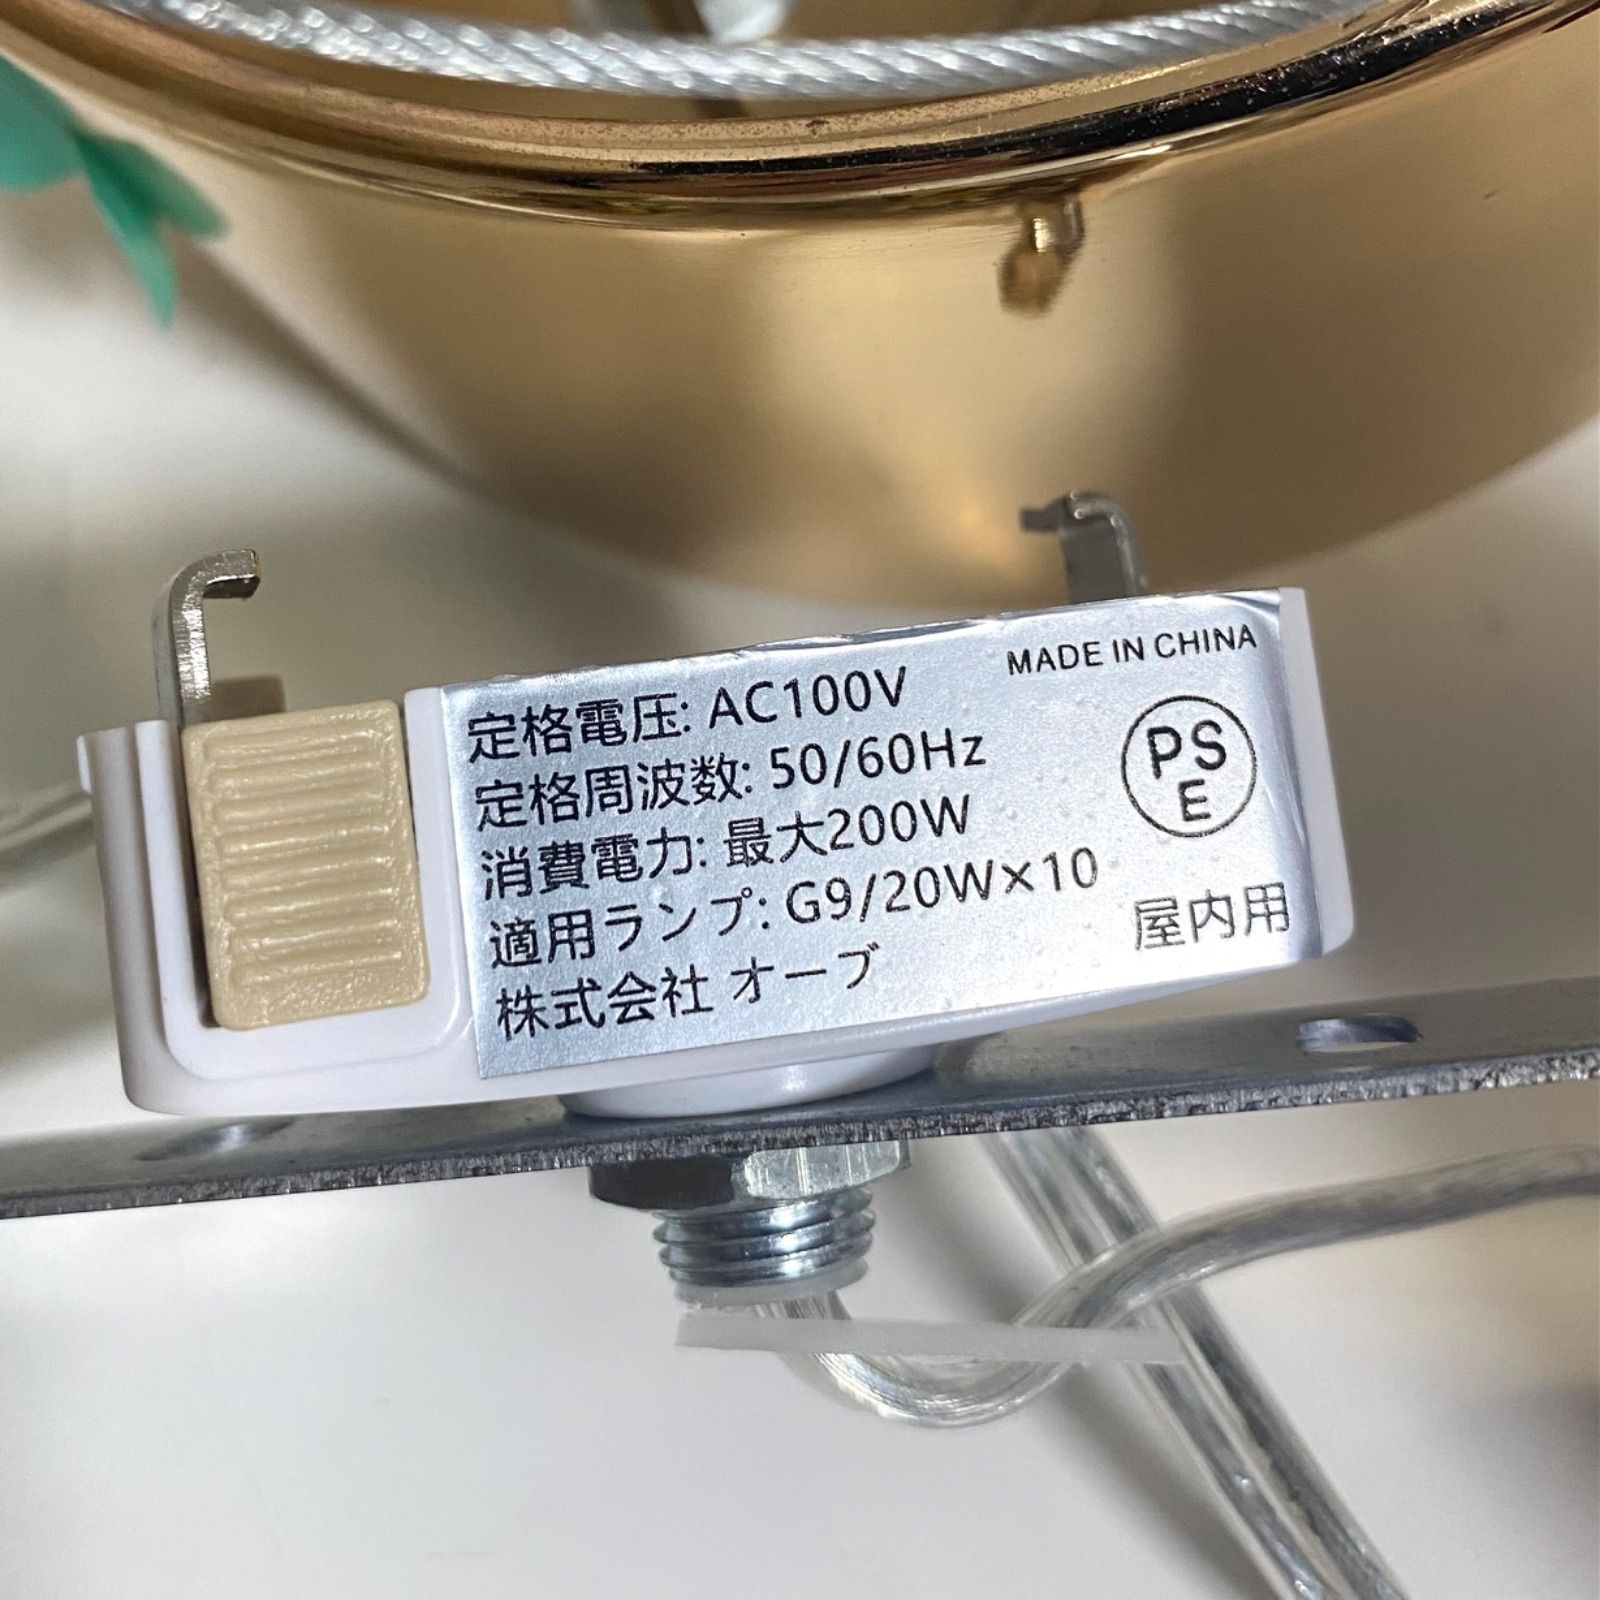 MADE IN CHINA
定格電圧: AC100V
定格周波数: 50/60Hz
消費電力: 最大200W
適用ランプ: G9/20W×10
株式会社 オーブ
PS
E
屋内用